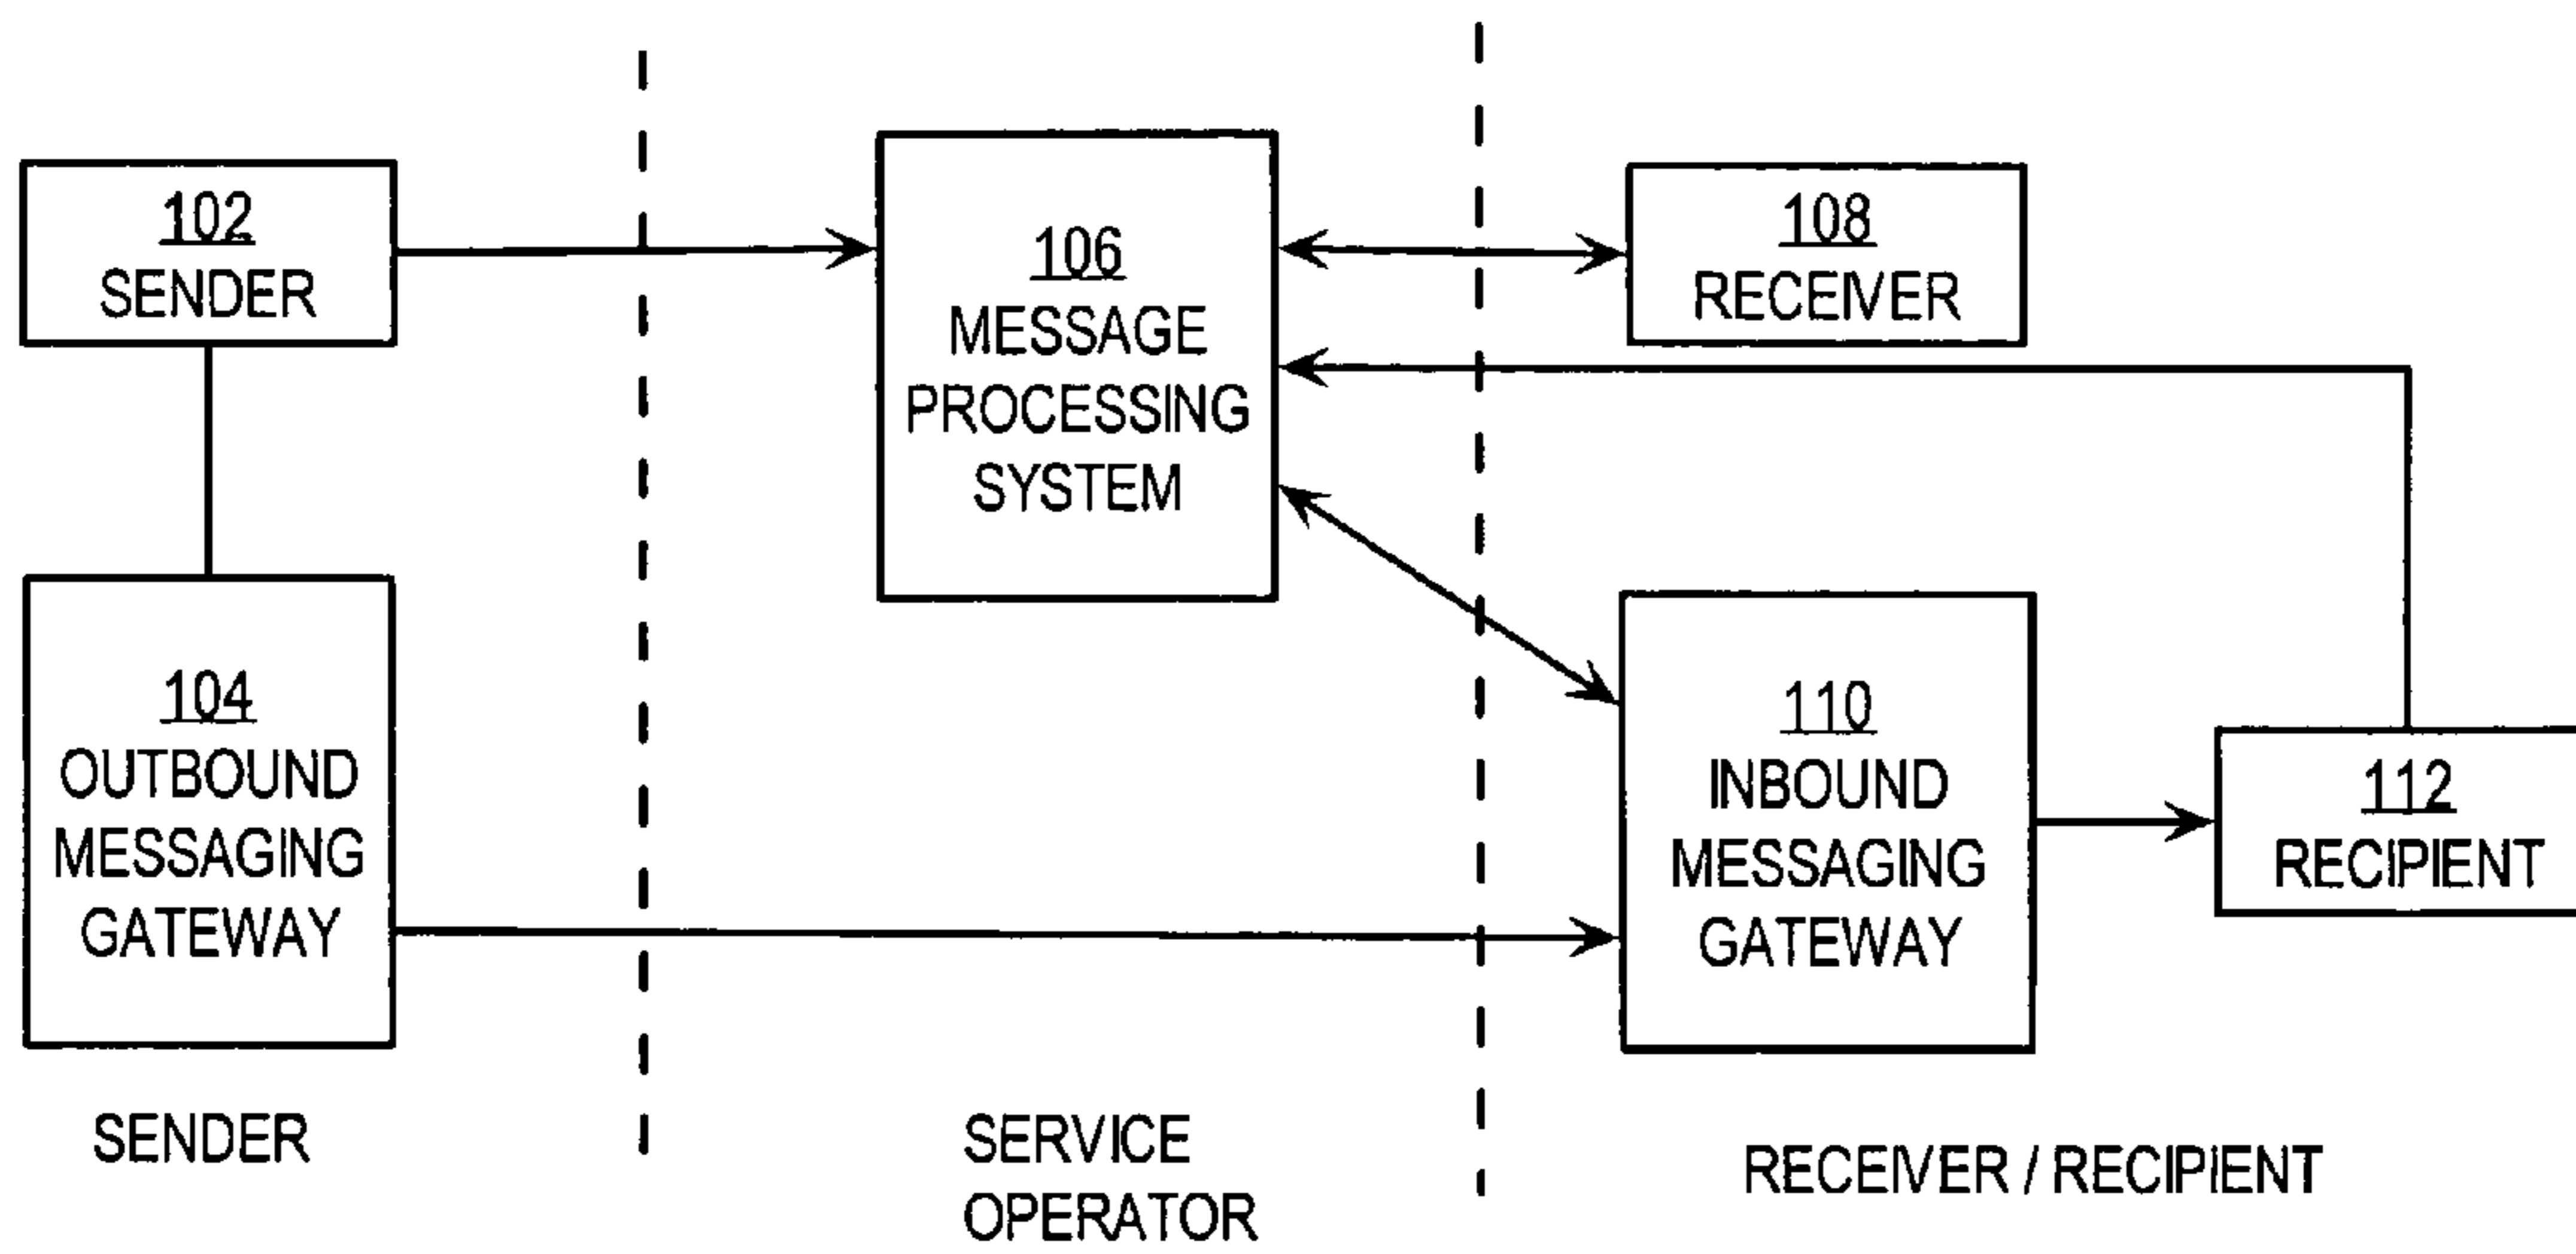 102
SENDER
106
MESSAGE
PROCESSING
SYSTEM
108
RECEIVER
104
OUTBOUND
MESSAGING
GATEWAY
110
INBOUND
MESSAGING
GATEWAY
112
RECIPIENT
SENDER
SERVICE
OPERATOR
RECEIVER / RECIPIENT